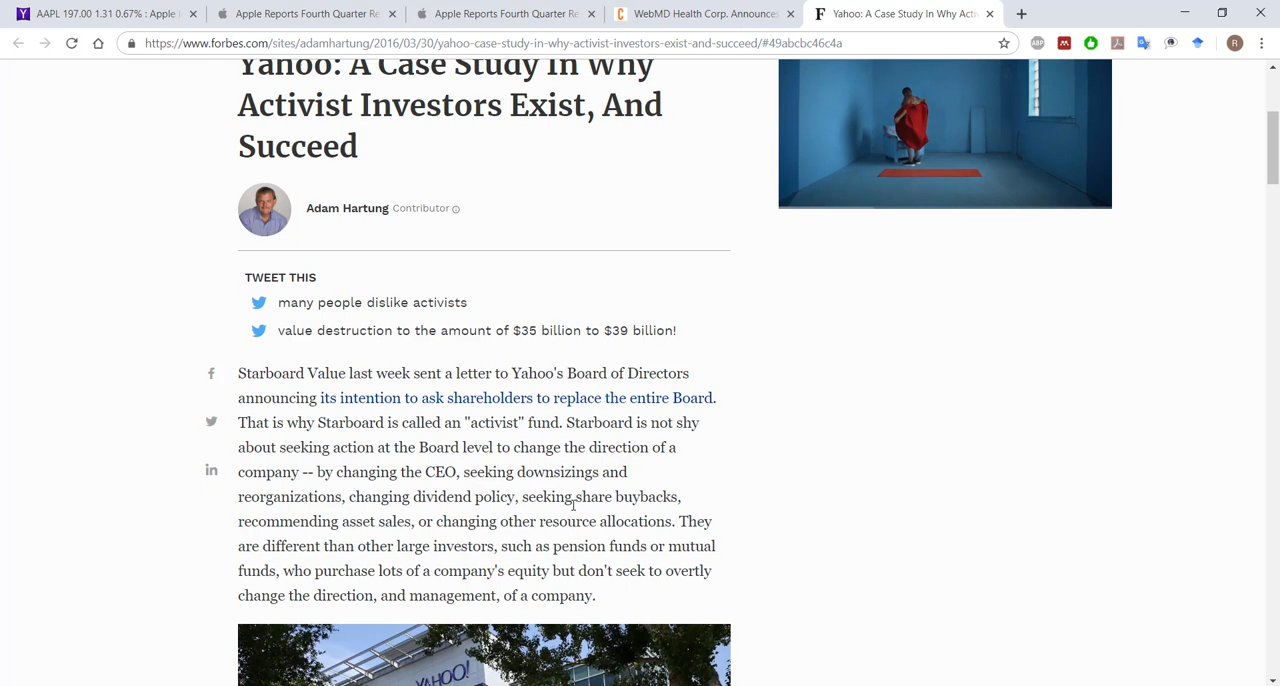 AAPL 197.00 1.31 0.67% : Apple
Apple Reports Fourth Quarter Re
Apple Reports Fourth Quarter Re
WebMD Health Corp. Announces
Yahoo: A Case Study In Why Acti
https://www.forbes.com/sites/adamhartung/2016/03/30/yahoo-case-study-in-why-activist-investors-exist-and-succeed/#49abcbc46c4a
ABP
R
Yahoo: A Case Study In Why
Activist Investors Exist, And
Succeed
Adam Hartung Contributor
TWEET THIS
many people dislike activists
value destruction to the amount of $35 billion to $39 billion!
Starboard Value last week sent a letter to Yahoo's Board of Directors
announcing its intention to ask shareholders to replace the entire Board.
That is why Starboard is called an "activist" fund. Starboard is not shy
about seeking action at the Board level to change the direction of a
company -- by changing the CEO, seeking downsizings and
reorganizations, changing dividend policy, seeking share buybacks,
recommending asset sales, or changing other resource allocations. They
are different than other large investors, such as pension funds or mutual
funds, who purchase lots of a company's equity but don't seek to overtly
change the direction, and management, of a company.
YAHOO!